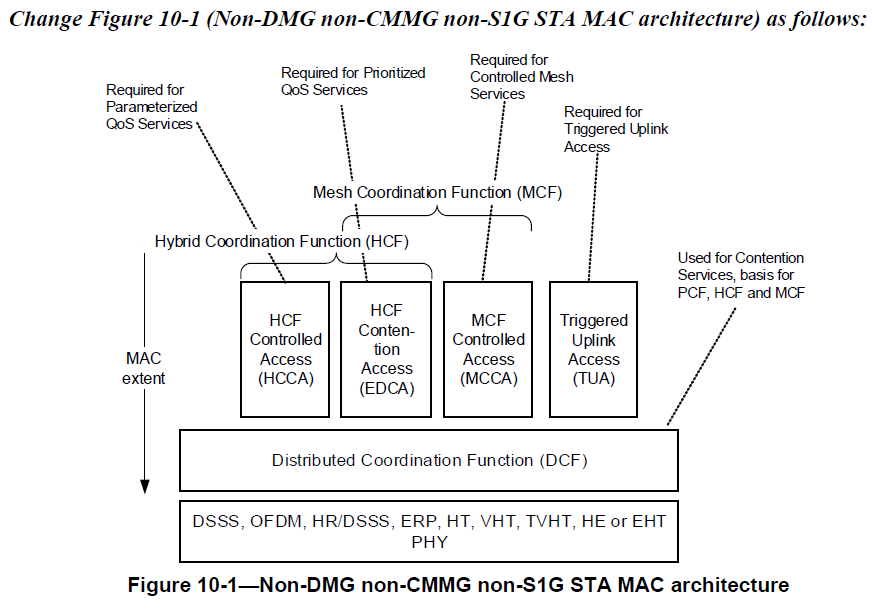 Change Figure 10-1 (Non-DMG non-CMMG non-S1G STA MAC architecture) as follows:
Required for
Parameterized
QoS Services
Required for Prioritized
QoS Services
Required for
Controlled Mesh
Services
Required for
Triggered Uplink
Access
Mesh Coordination Function (MCF)
Hybrid Coordination Function (HCF)
Used for Contention
Services, basis for
PCF, HCF and MCF
MAC
extent
HCF
Controlled
Access
(HCCA)
HCF
Conten-
tion
Access
(EDCA)
MCF
Controlled
Access
(MCCA)
Triggered
Uplink
Access
(TUA)
Distributed Coordination Function (DCF)
DSSS, OFDM, HR/DSSS, ERP, HT, VHT, TVHT, HE or EHT
PHY
Figure 10-1—Non-DMG non-CMMG non-S1G STA MAC architecture